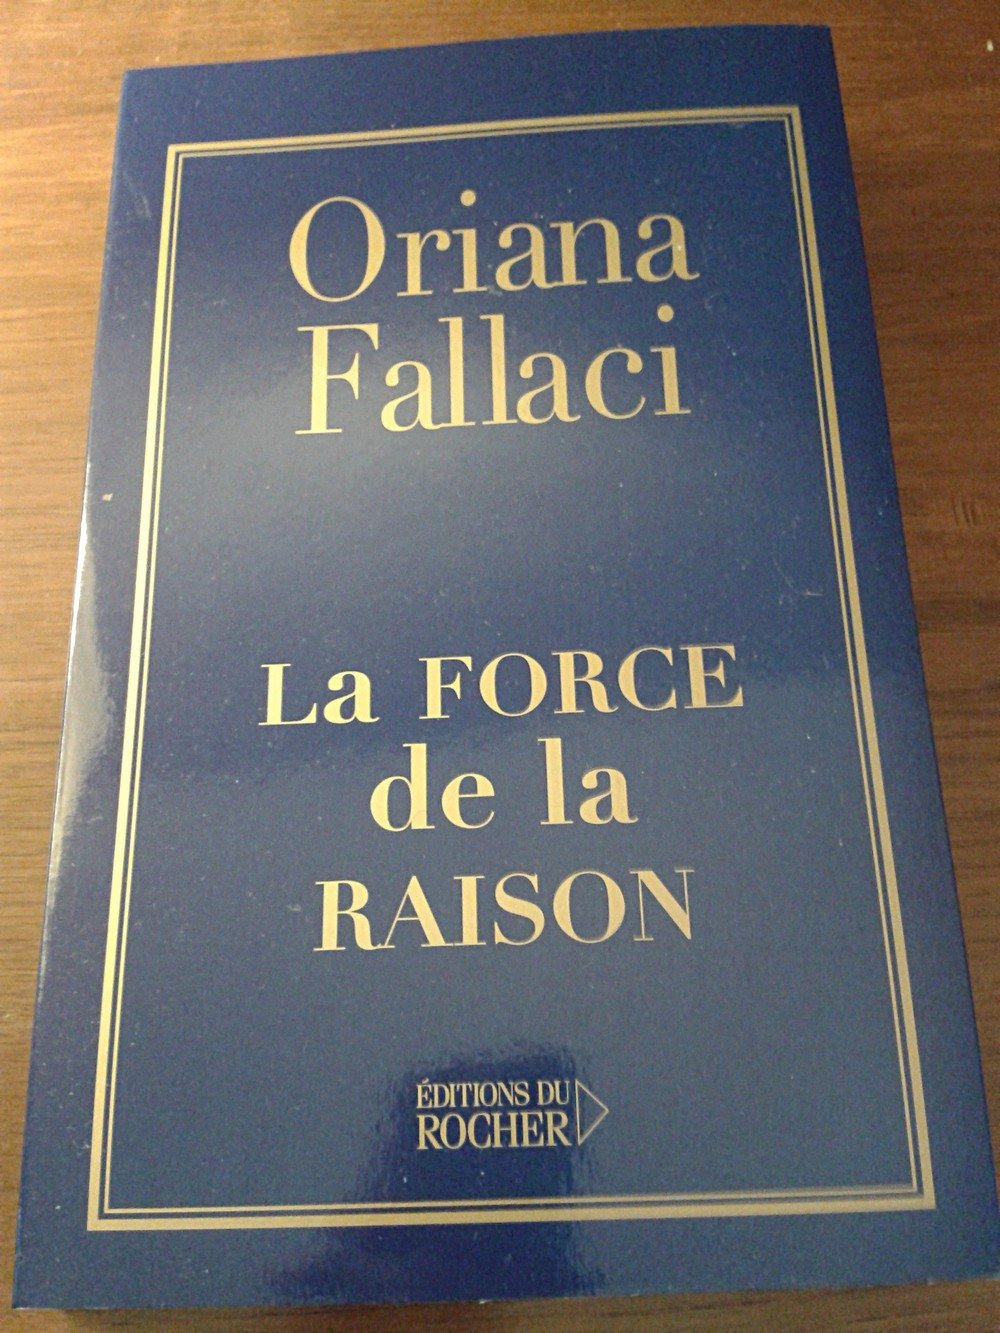 Oriana
Fallaci
La FORCE
de la
RAISON
ÉDITIONS DU
ROCHER